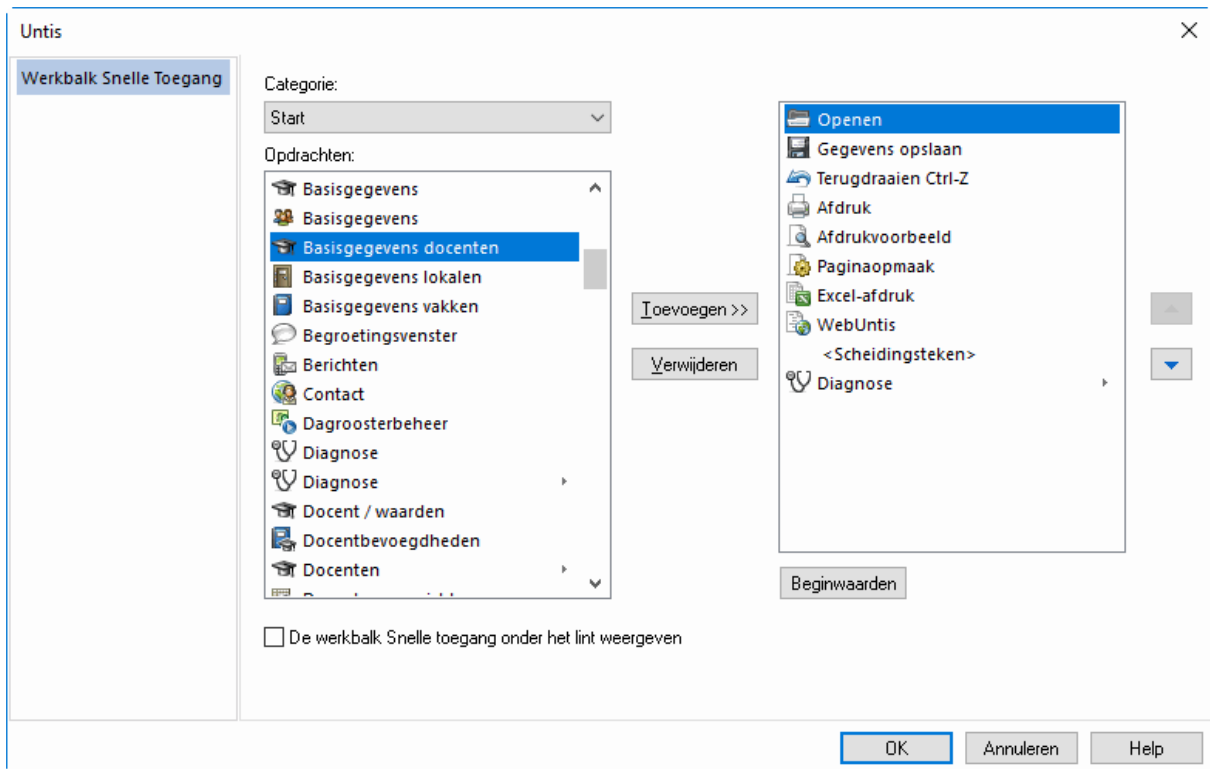 Untis
Werkbalk Snelle Toegang
Categorie:
Start
Opdrachten:
Basisgegevens
Basisgegevens
Basisgegevens docenten
Basisgegevens lokalen
Basisgegevens vakken
Begroetingsvenster
Berichten
Contact
Dagroosterbeheer
Diagnose
Diagnose
Docent / waarden
Docentbevoegdheden
Docenten
Toevoegen >>
Verwijderen
Openen
Gegevens opslaan
Terugdraaien Ctrl-Z
Afdruk
Afdrukvoorbeeld
Paginaopmaak
Excel-afdruk
WebUntis
<Scheidingsteken>
Diagnose
Beginwaarden
De werkbalk Snelle toegang onder het lint weergeven
OK
Annuleren
Help